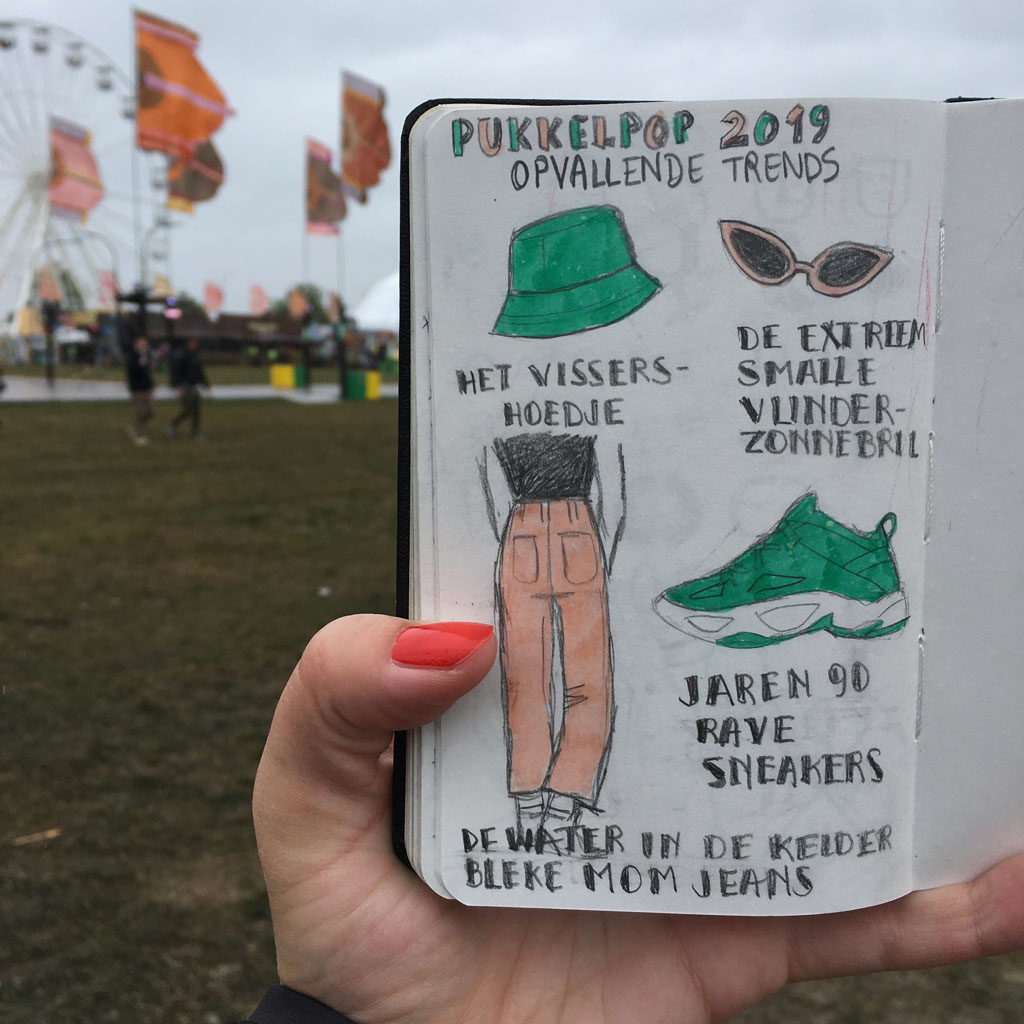 PUKKELPOP 2019
OPVALLENDE TRENDS
HET VISSERS-
HOEDJE
DE EXTREEM
SMALLE
VLINDER-
ZONNEBRIL
JAREN 90
RAVE
SNEAKERS
DE WATER IN DE KELDER
BLEKE MOM JEANS